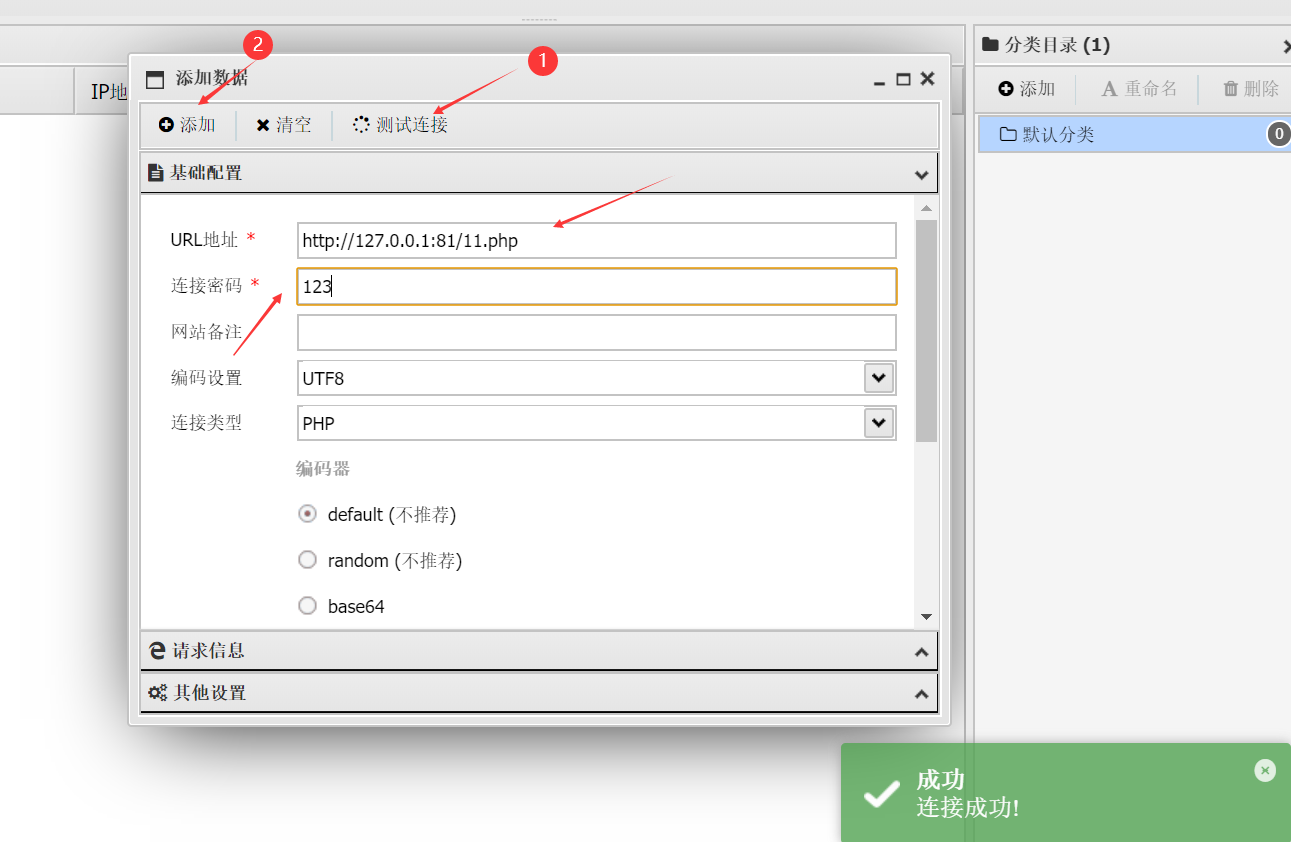 分类目录 (1)
IP地
添加 重命名 删除
默认分类 0
2
1
添加数据
添加 清空 测试连接
基础配置
URL地址 * http://127.0.0.1:81/11.php
连接密码 * 123
网站备注
编码设置 UTF8
连接类型 PHP
编码器
default (不推荐)
random (不推荐)
base64
请求信息
其他设置
成功
连接成功!